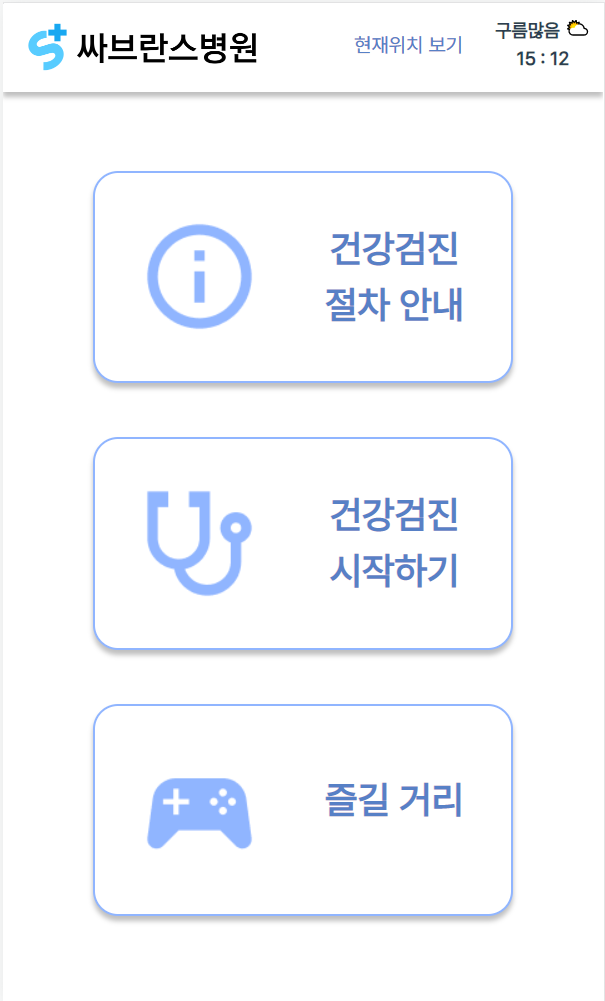 싸브란스병원
현재위치 보기
구름많음
15 : 12
건강검진
절차 안내
건강검진
시작하기
즐길 거리